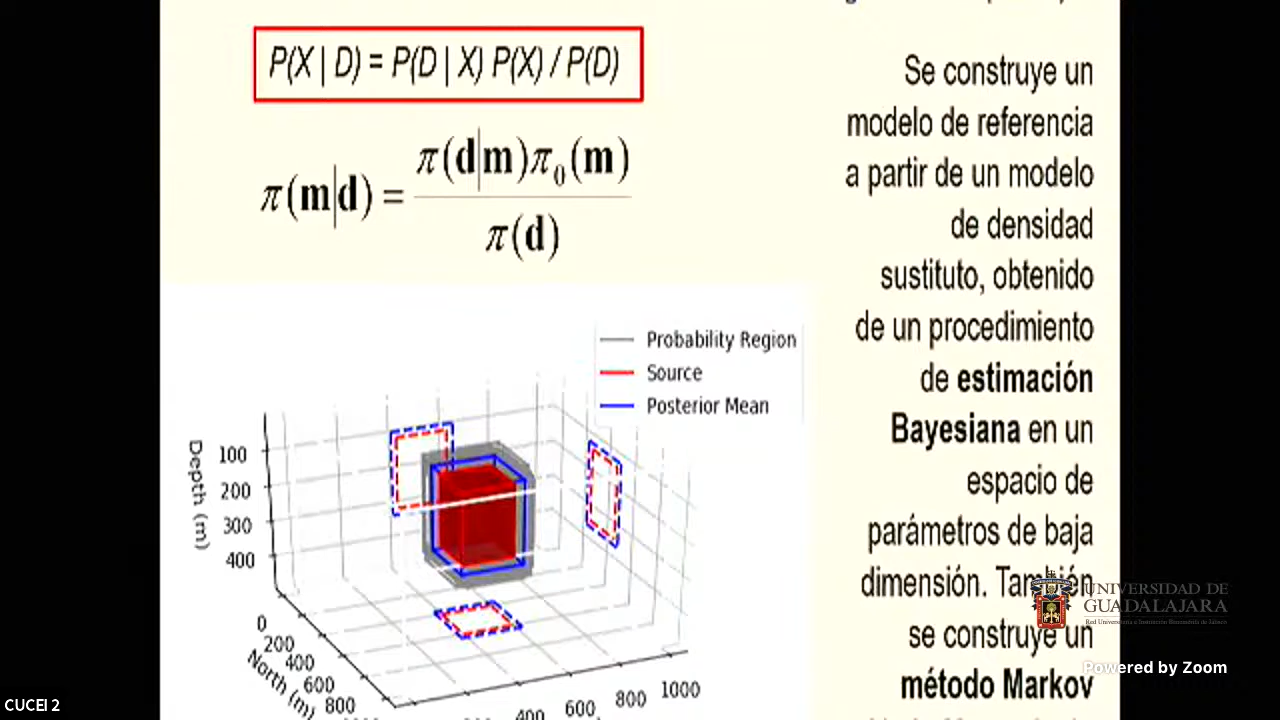 P(X | D) = P(D | X) P(X) / P(D)
π(m|d) = π(d|m)π₀(m) / π(d)
Se construye un
modelo de referencia
a partir de un modelo
de densidad
sustituto, obtenido
de un procedimiento
de estimación
Bayesiana en un
espacio de
parámetros de baja
dimensión. También
se construye un
método Markov
Probability Region
Source
Posterior Mean
Depth (m)
100
200
300
400
0
200
400
600
800
North (m)
400
600
800
1000
UNIVERSIDAD DE
GUADALAJARA
Red Universitaria e Institución Benemérita de Jalisco
Powered by Zoom
CUCEI 2